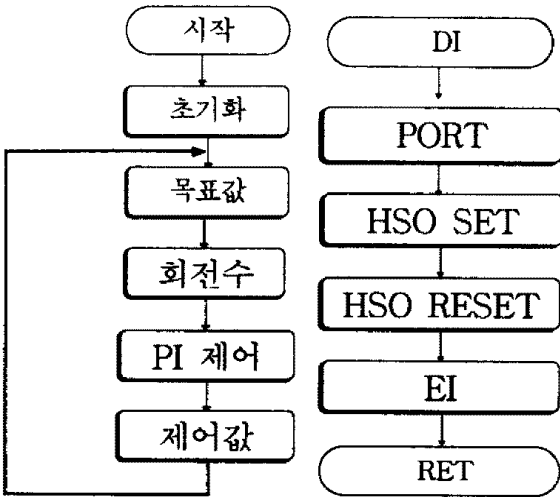 시작
초기화
목표값
회전수
PI 제어
제어값
DI
PORT
HSO SET
HSO RESET
EI
RET